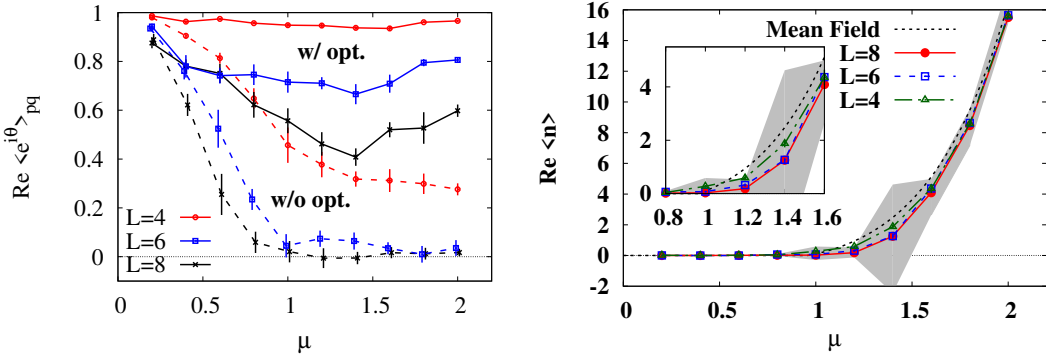 Re <e^{iθ}>_{pq}
1
0.8
0.6
0.4
0.2
0
w/ opt.
w/o opt.
L=4
L=6
L=8
0 0.5 1 1.5 2
μ
Re <n>
16
14
12
10
8
6
4
2
0
-2
Mean Field
L=8
L=6
L=4
4
2
0
0.8 1 1.2 1.4 1.6
0 0.5 1 1.5 2
μ